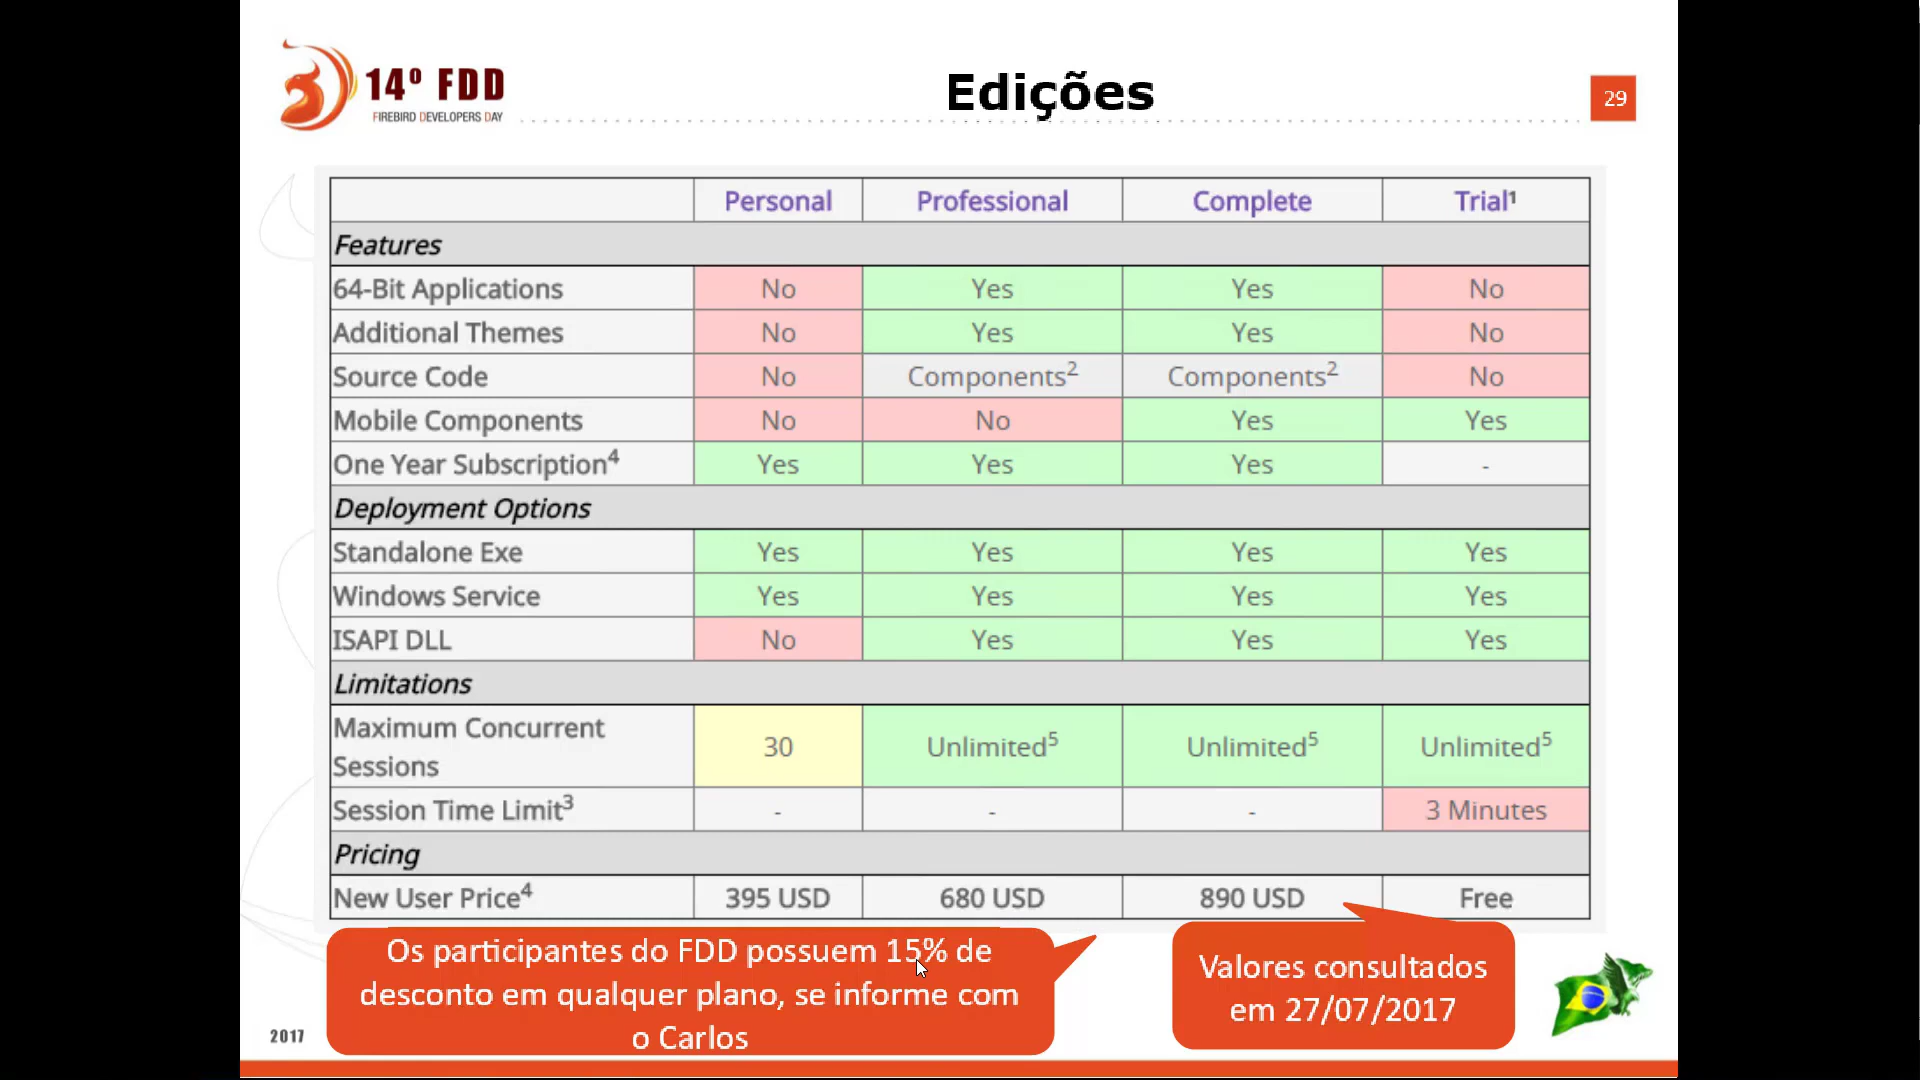 14º FDD
FIREBIRD DEVELOPERS DAY
Edições
29
Personal Professional Complete Trial¹
Features
64-Bit Applications No Yes Yes No
Additional Themes No Yes Yes No
Source Code No Components² Components² No
Mobile Components No No Yes Yes
One Year Subscription⁴ Yes Yes Yes -
Deployment Options
Standalone Exe Yes Yes Yes Yes
Windows Service Yes Yes Yes Yes
ISAPI DLL No Yes Yes Yes
Limitations
Maximum Concurrent
Sessions 30 Unlimited⁵ Unlimited⁵ Unlimited⁵
Session Time Limit³ - - - 3 Minutes
Pricing
New User Price⁴ 395 USD 680 USD 890 USD Free
Os participantes do FDD possuem 15% de
desconto em qualquer plano, se informe com
o Carlos
Valores consultados
em 27/07/2017
2017